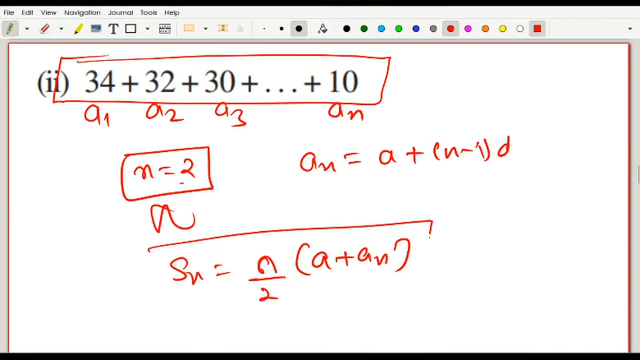 File Edit View Navigation Journal Tools Help
(ii) 34 + 32 + 30 + ... + 10
a1 a2 a3 an
n = 2 an = a + (n-1)d
n
Sn = n/2 (a + an)